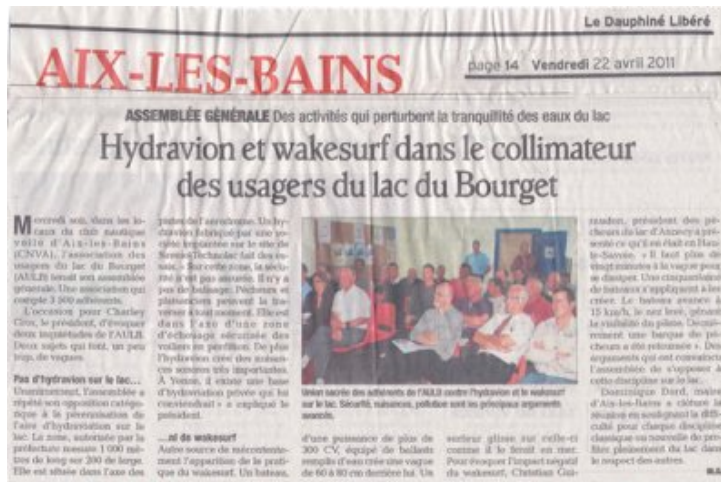 Le Dauphiné Libéré
AIX-LES-BAINS
page 14 Vendredi 22 avril 2011
ASSEMBLÉE GÉNÉRALE Des activités qui perturbent la tranquillité des eaux du lac
Hydravion et wakesurf dans le collimateur
des usagers du lac du Bourget
Mercredi soir, dans les lo-
caux du club nautique
voile d'Aix-les-Bains
(CNVA), l'association des
usagers du lac du Bourget
(AULB) tenait son assemblée
générale. Une association qui
compte 3 500 adhérents.
L'occasion pour Charley
le président, d'évoquer
deux inquiétudes de l'AULB.
Deux sujets qui font, un peu
trop, de vagues.
Pas d'hydravion sur le lac...
Unanimement, l'assemblée a
répété son opposition catégo-
rique à la pérennisation de
l'aire d'hydravion sur le
lac. La zone, autorisée par la
préfecture mesure 1 000 mè-
tres de long sur 200 de large.
Elle est située dans l'axe des
pistes de l'aérodrome. Un hy-
dravion fabriqué par une so-
ciété implantée sur le site de
Savoie Technolac fait des es-
sais. « Sur cette zone, la sécu-
rité n'est pas assurée. Il n'y a
pas de balisage. Pêcheurs et
plaisanciers peuvent la tra-
verser à tout moment. Elle est
dans l'axe d'une zone
d'échouage sécurisée des
voiliers en perdition. De plus
l'hydravion crée des nuisan-
ces sonores très importantes.
À Yenne, il existe une base
d'hydravion privée qui lui
conviendrait » a expliqué le
président.
...ni de wakesurf
Autre source de mécontente-
ment l'apparition de la prati-
que du wakesurf. Un bateau,
Union sacrée des adhérents de l'AULB contre l'hydravion et le wakesurf
sur le lac. Sécurité, nuisances, pollution sont les principaux arguments
avancés.
d'une puissance de plus de
300 CV, équipé de ballasts
remplis d'eau crée une vague
de 60 à 80 cm derrière lui. Un
surfeur glisse sur celle-ci
comme il le ferait en mer.
Pour évoquer l'impact négatif
du wakesurf, Christian
président des pê-
cheurs du lac d'Annecy a pré-
senté ce qu'il en était en Hau-
te-Savoie. « Il faut plus de
vingt minutes à la vague pour
se dissiper. Une cinquantaine
de bateaux s'appliquent à les
créer. Le bateau avance à
15 km/h, le nez levé, gênant
la visibilité du pilote. Derniè-
rement une barque de pê-
cheurs a été retournée ». Des
arguments qui ont convaincu
l'assemblée de s'opposer à
cette discipline sur le lac.
Dominique Dord, maire
d'Aix-les-Bains a clôturé la
réunion en soulignant la diffi-
culté pour chaque discipline
classique ou nouvelle de pro-
fiter pleinement du lac dans
le respect des autres.